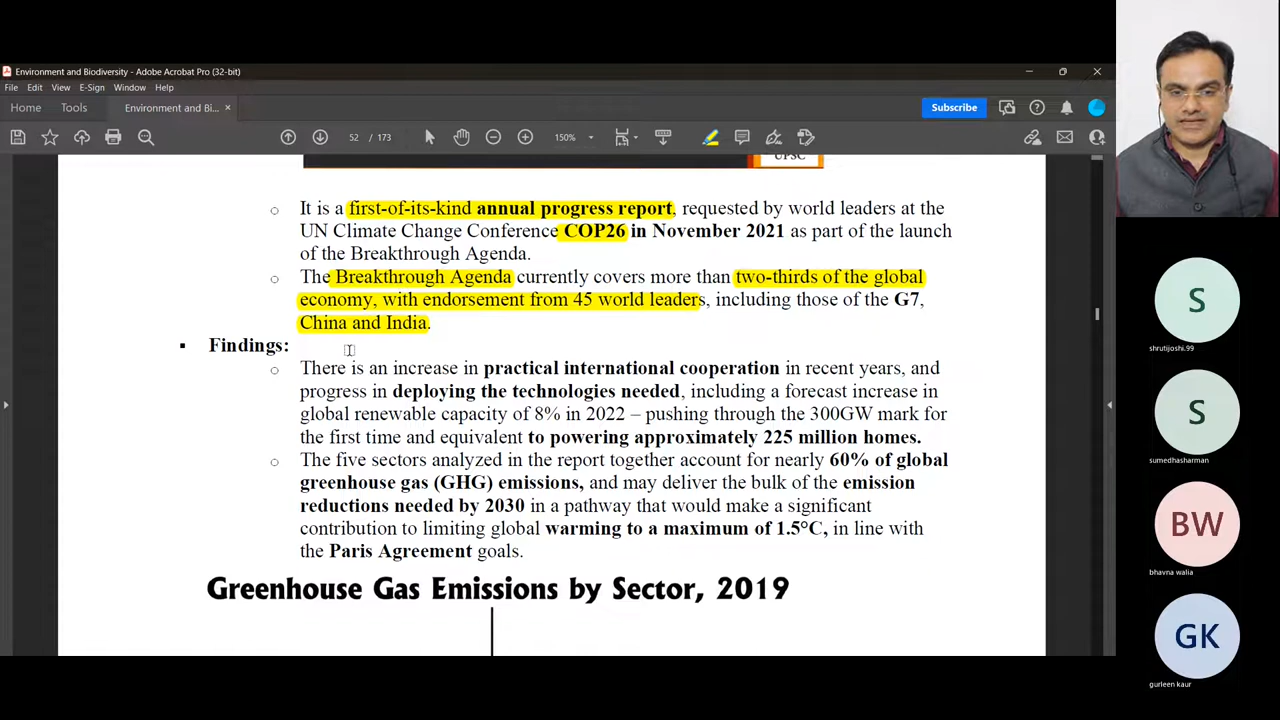 Environment and Biodiversity - Adobe Acrobat Pro (32-bit)
File Edit View E-Sign Window Help
Home Tools Environment and Bi... ×
Subscribe
52 / 173
150%
UPSC
It is a first-of-its-kind annual progress report, requested by world leaders at the
UN Climate Change Conference COP26 in November 2021 as part of the launch
of the Breakthrough Agenda.
The Breakthrough Agenda currently covers more than two-thirds of the global
economy, with endorsement from 45 world leaders, including those of the G7,
China and India.
Findings:
There is an increase in practical international cooperation in recent years, and
progress in deploying the technologies needed, including a forecast increase in
global renewable capacity of 8% in 2022 – pushing through the 300GW mark for
the first time and equivalent to powering approximately 225 million homes.
The five sectors analyzed in the report together account for nearly 60% of global
greenhouse gas (GHG) emissions, and may deliver the bulk of the emission
reductions needed by 2030 in a pathway that would make a significant
contribution to limiting global warming to a maximum of 1.5°C, in line with
the Paris Agreement goals.
Greenhouse Gas Emissions by Sector, 2019
S
shrutijoshi.99
S
sumedhasharman
BW
bhavna walia
GK
gurleen kaur